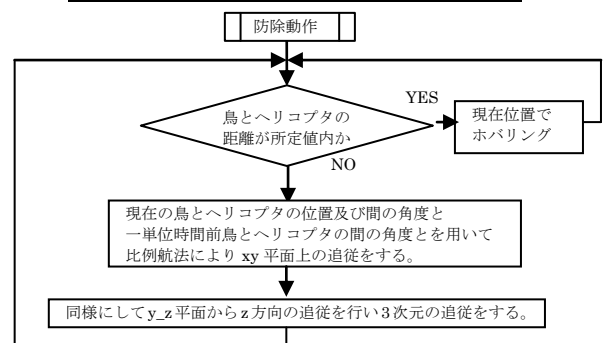 防除動作
鳥とヘリコプタの
距離が所定値内か
YES
現在位置で
ホバリング
NO
現在の鳥とヘリコプタの位置及び間の角度と
一単位時間前鳥とヘリコプタの間の角度とを用いて
比例航法により xy 平面上の追従をする。
同様にして y_z 平面から z 方向の追従を行い 3 次元の追従をする。